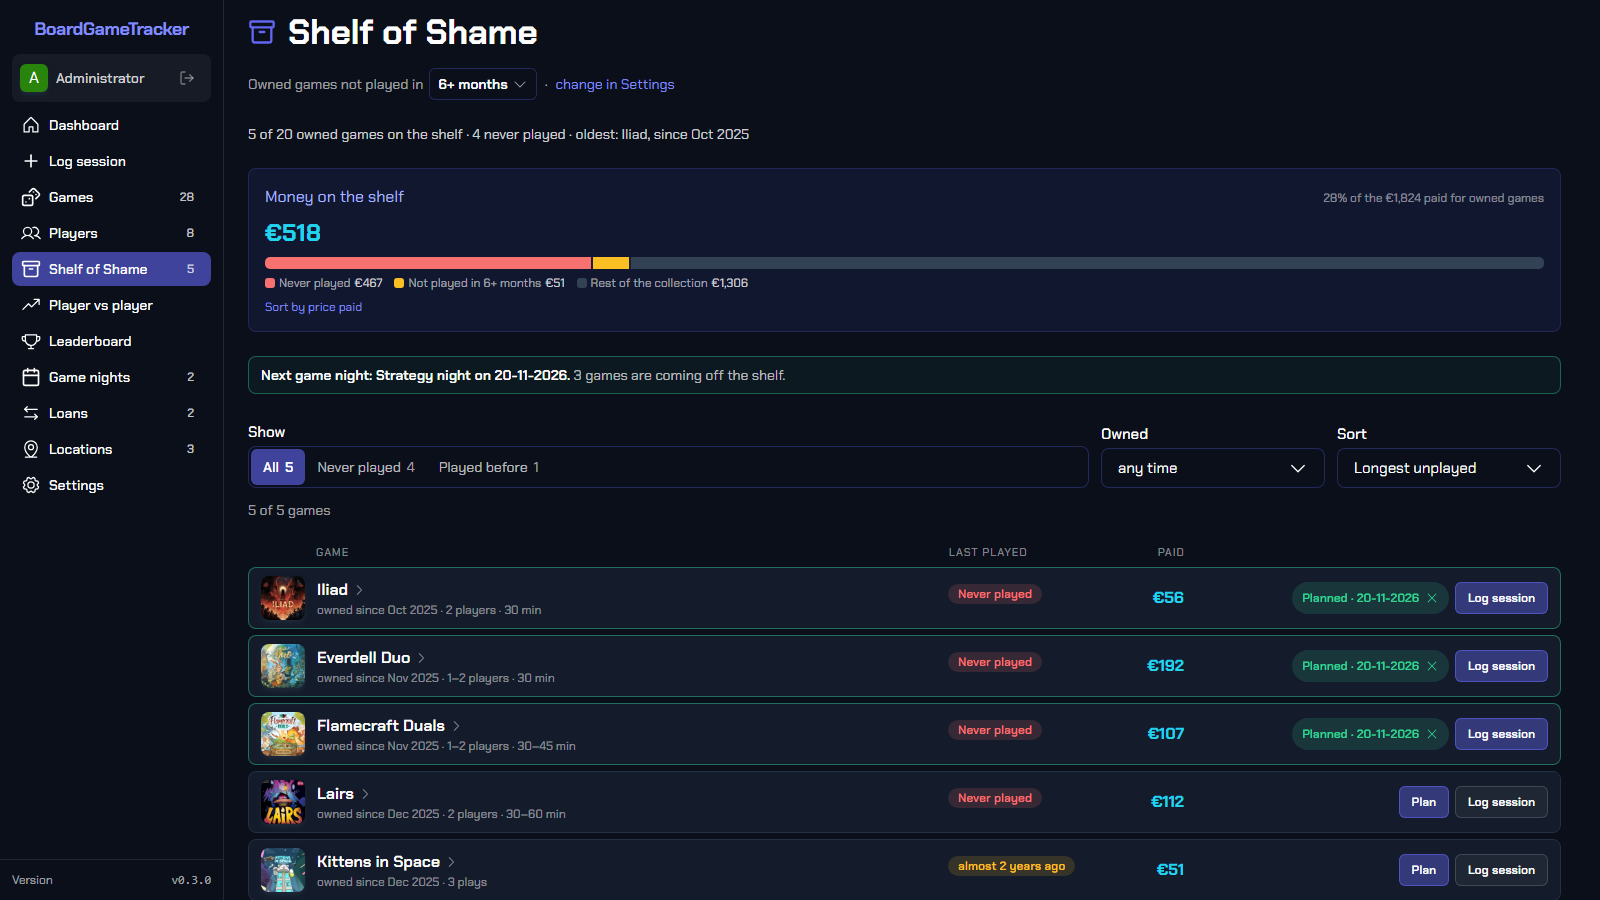 BoardGameTracker
A Administrator
Dashboard
Log session
Games 28
Players 8
Shelf of Shame 5
Player vs player
Leaderboard
Game nights 2
Loans 2
Locations 3
Settings
Version v0.3.0
Shelf of Shame
Owned games not played in 6+ months · change in Settings
5 of 20 owned games on the shelf · 4 never played · oldest: Iliad, since Oct 2025
Money on the shelf 28% of the €1,824 paid for owned games
€518
Never played €467 Not played in 6+ months €51 Rest of the collection €1,306
Sort by price paid
Next game night: Strategy night on 20-11-2026. 3 games are coming off the shelf.
Show Owned Sort
All 5 Never played 4 Played before 1 any time Longest unplayed
5 of 5 games
GAME LAST PLAYED PAID
ILIAD
Iliad Never played €56 Planned · 20-11-2026 Log session
owned since Oct 2025 · 2 players · 30 min
Everdell Duo Never played €192 Planned · 20-11-2026 Log session
owned since Nov 2025 · 1–2 players · 30 min
Flamecraft Duals Never played €107 Planned · 20-11-2026 Log session
owned since Nov 2025 · 1–2 players · 30–45 min
LAIRS
Lairs Never played €112 Plan Log session
owned since Dec 2025 · 2 players · 30–60 min
Kittens in Space almost 2 years ago €51 Plan Log session
owned since Dec 2025 · 3 plays